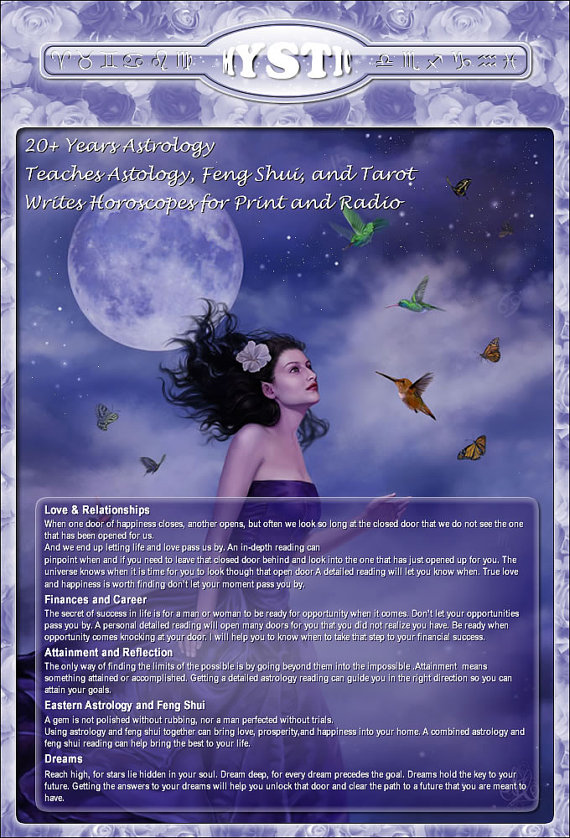 MYSTIC
20+ Years Astrology
Teaches Astology, Feng Shui, and Tarot
Writes Horoscopes for Print and Radio
Love & Relationships
When one door of happiness closes, another opens, but often we look so long at the closed door that we do not see the one
that has been opened for us.
And we end up letting life and love pass us by. An in-depth reading can
pinpoint when and if you need to leave that closed door behind and look into the one that has just opened up for you. The
universe knows when it is time for you to look though that open door A detailed reading will let you know when. True love
and happiness is worth finding don't let your moment pass you by.
Finances and Career
The secret of success in life is for a man or woman to be ready for opportunity when it comes. Don't let your opportunities
pass you by. A personal detailed reading will open many doors for you that you did not realize you have. Be ready when
opportunity comes knocking at your door. I will help you to know when to take that step to your financial success.
Attainment and Reflection
The only way of finding the limits of the possible is by going beyond them into the impossible .Attainment means
something attained or accomplished. Getting a detailed astrology reading can guide you in the right direction so you can
attain your goals.
Eastern Astrology and Feng Shui
A gem is not polished without rubbing, nor a man perfected without trials.
Using astrology and feng shui together can bring love, prosperity,and happiness into your home. A combined astrology and
feng shui reading can help bring the best to your life.
Dreams
Reach high, for stars lie hidden in your soul. Dream deep, for every dream precedes the goal. Dreams hold the key to your
future. Getting the answers to your dreams will help you unlock that door and clear the path to a future that you are meant to
have.